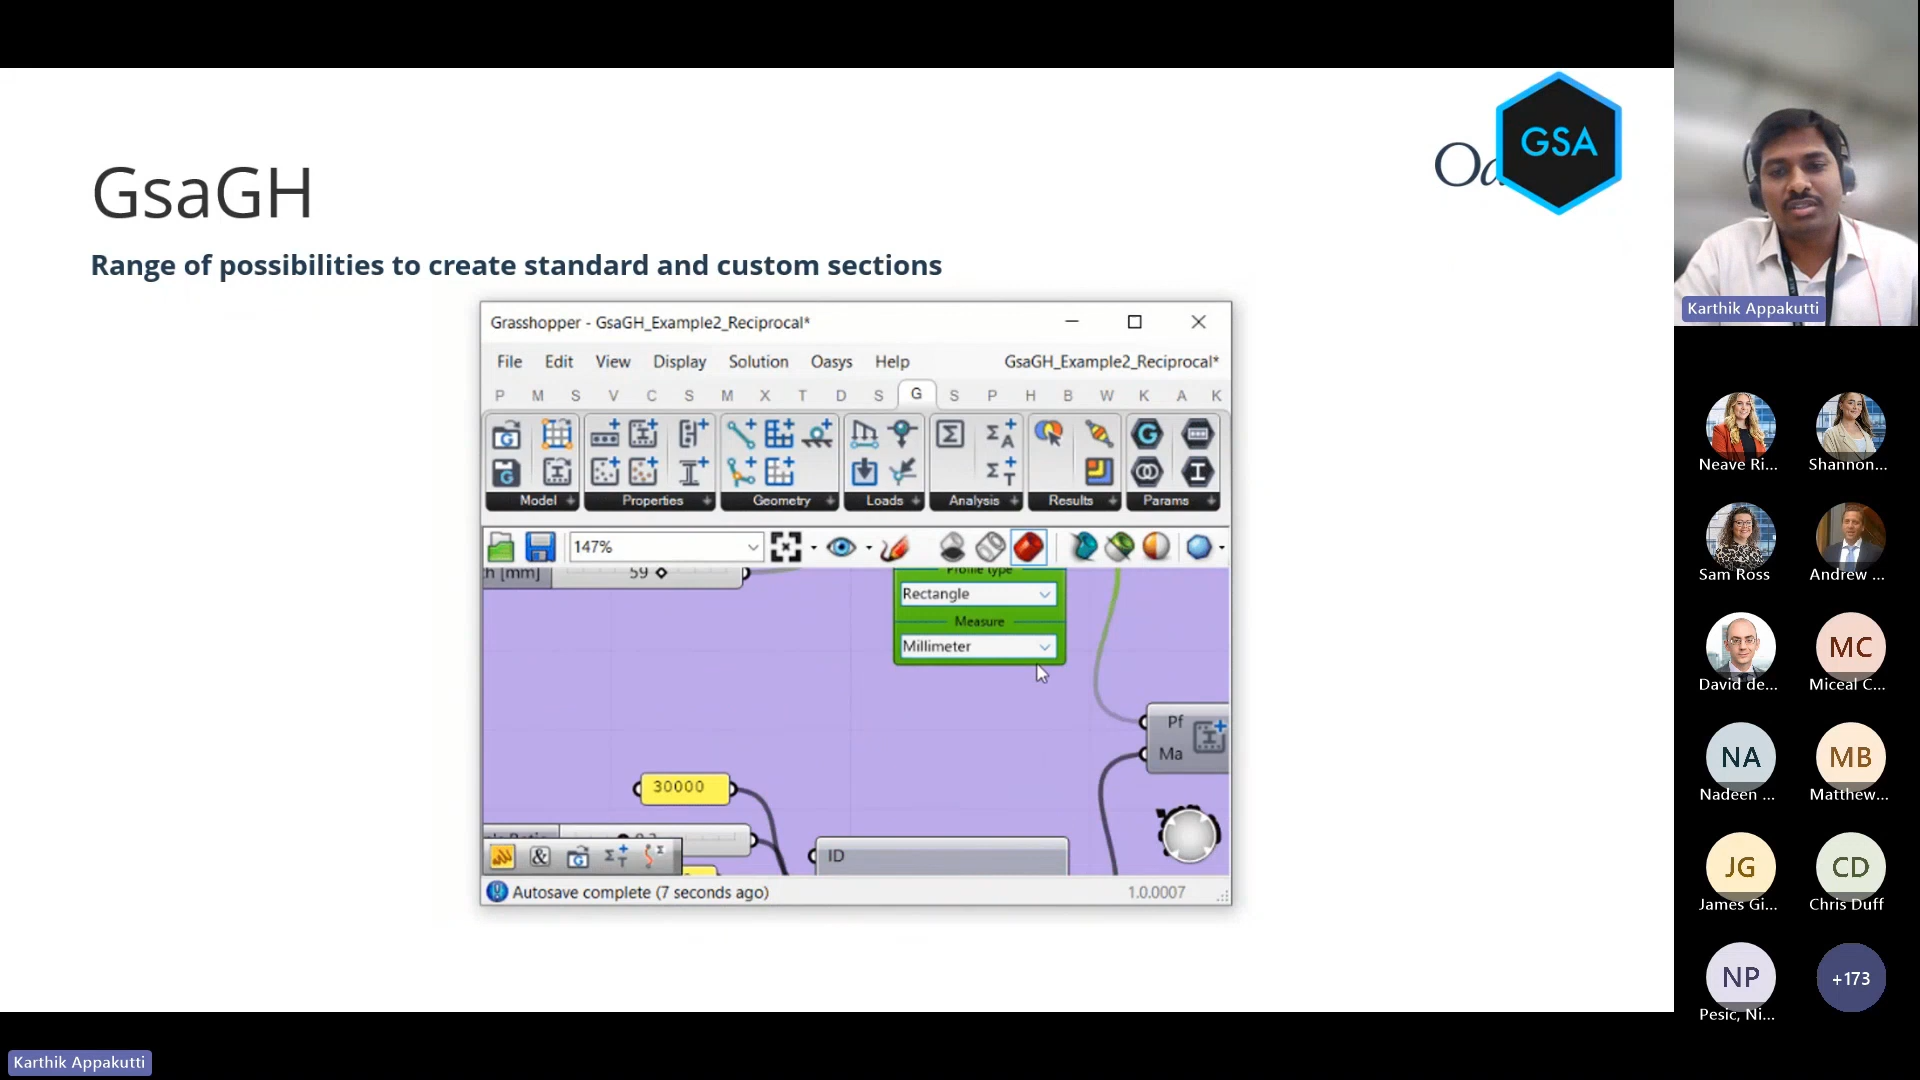 GsaGH
Range of possibilities to create standard and custom sections
GSA
Grasshopper - GsaGH_Example2_Reciprocal*
File Edit View Display Solution Oasys Help GsaGH_Example2_Reciprocal*
P M S V C S M X T D S G S P H B W K A K
Model Properties Geometry Loads Analysis Results Params
147%
h [mm] 59
Profile type
Rectangle
Measure
Millimeter
Pf
Ma
30000
ID
Autosave complete (7 seconds ago) 1.0.0007
Karthik Appakutti
Neave Ri... Shannon...
Sam Ross Andrew ...
David de... MC Miceal C...
NA Nadeen ... MB Matthew...
JG James Gi... CD Chris Duff
NP Pesic, Ni... +173
Karthik Appakutti